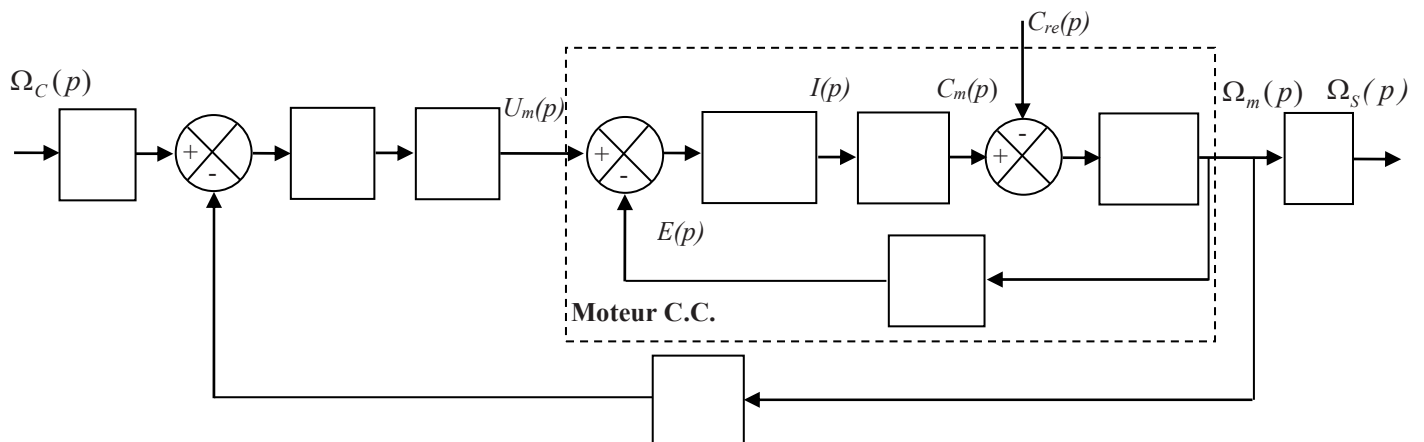 C_re(p)
Ω_C(p)
U_m(p)
I(p)
C_m(p)
Ω_m(p)
Ω_S(p)
+
-
+
-
-
+
E(p)
Moteur C.C.